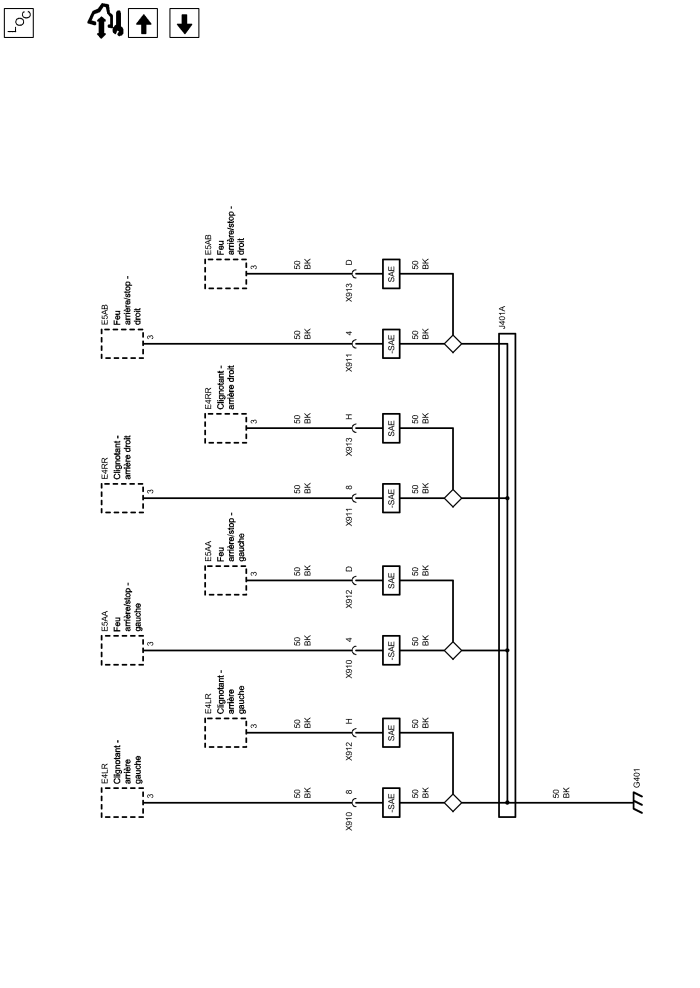 LOC
E5AB
Feu
arrière/stop -
droit
3
50
BK
D
X913
SAE
50
BK
E5AB
Feu
arrière/stop -
droit
3
50
BK
4
X911
-SAE
50
BK
J401A
E4RR
Clignotant -
arrière droit
3
50
BK
H
X913
SAE
50
BK
E4RR
Clignotant -
arrière droit
3
50
BK
8
X911
-SAE
50
BK
E5AA
Feu
arrière/stop -
gauche
3
50
BK
D
X912
SAE
50
BK
E5AA
Feu
arrière/stop -
gauche
3
50
BK
4
X910
-SAE
50
BK
E4LR
Clignotant -
arrière
gauche
3
50
BK
H
X912
SAE
50
BK
E4LR
Clignotant -
arrière
gauche
3
50
BK
8
X910
-SAE
50
BK
50
BK
G401